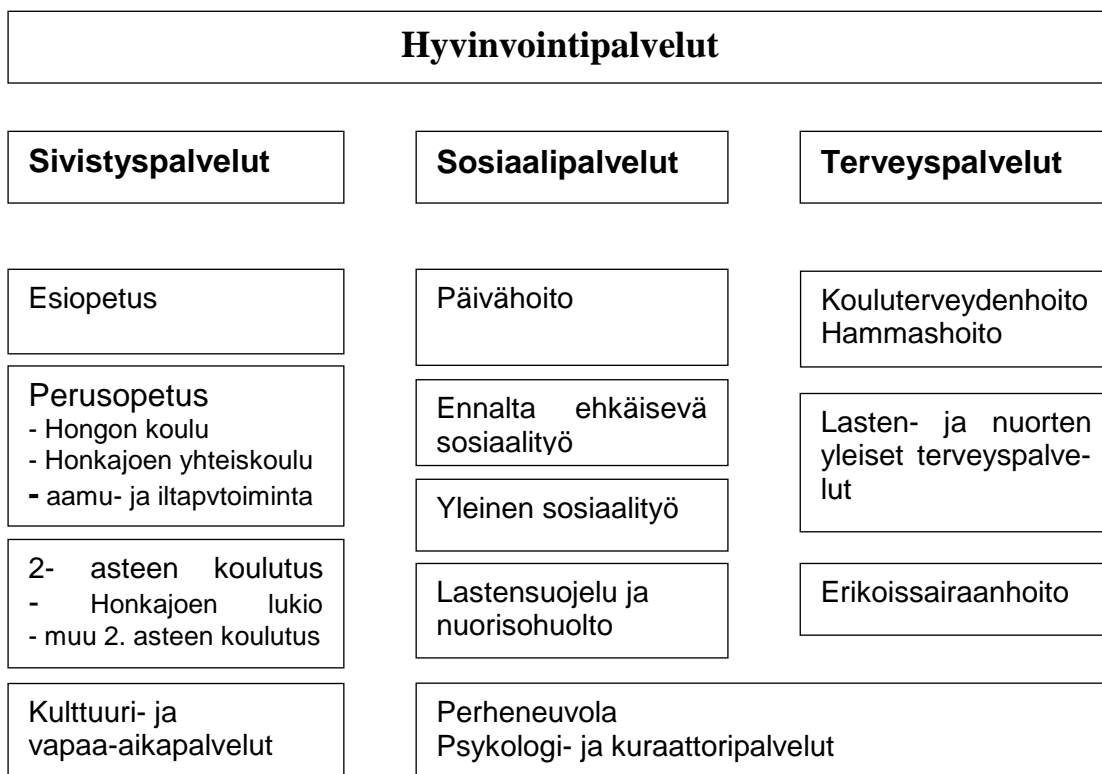 Hyvinvointipalvelut
Sivistyspalvelut
Sosiaalipalvelut
Terveyspalvelut
Esiopetus
Perusopetus
- Hongon koulu
- Honkajoen yhteiskoulu
- aamu- ja iltapvtoiminta
2- asteen koulutus
- Honkajoen lukio
- muu 2. asteen koulutus
Kulttuuri- ja
vapaa-aikapalvelut
Päivähoito
Ennalta ehkäisevä
sosiaalityö
Yleinen sosiaalityö
Lastensuojelu ja
nuorisohuolto
Kouluterveydenhoito
Hammashoito
Lasten- ja nuorten
yleiset terveyspalve-
lut
Erikoissairaanhoito
Perheneuvola
Psykologi- ja kuraattoripalvelut